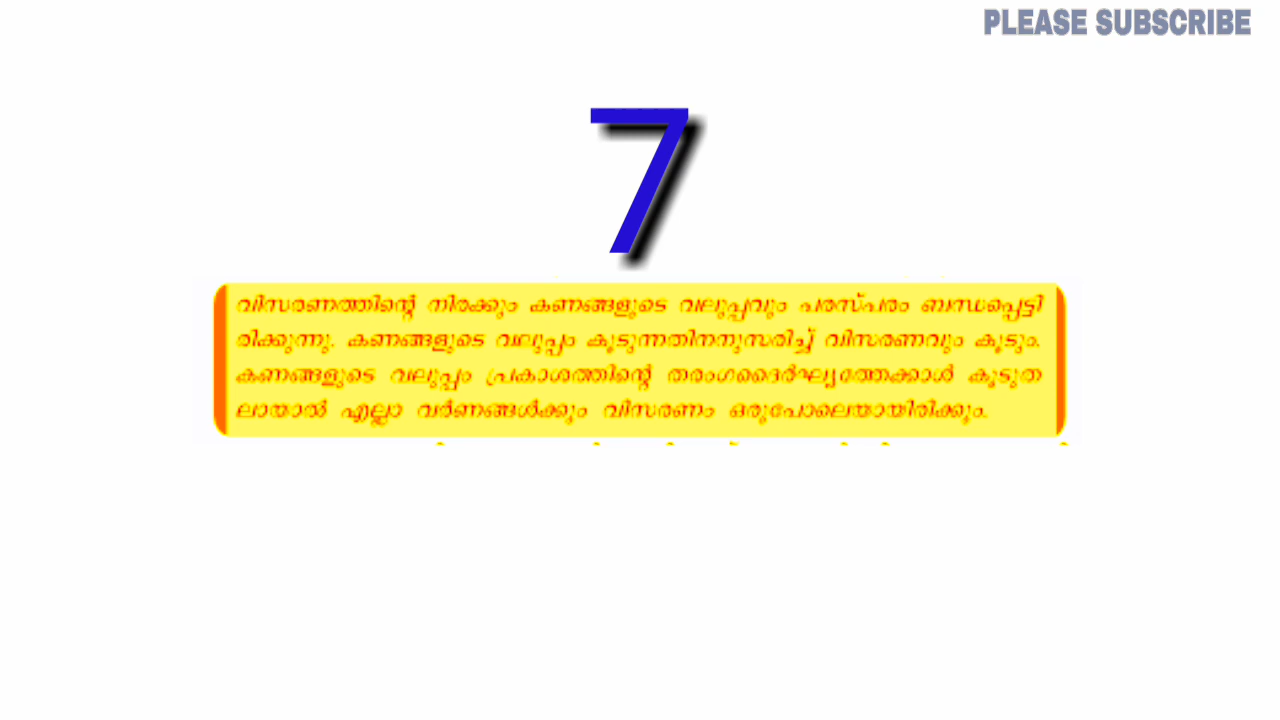 PLEASE SUBSCRIBE
7
വിസരണത്തിന്റെ നിരക്കും കണങ്ങളുടെ വലുപ്പവും പരസ്പരം ബന്ധപ്പെട്ടി
രിക്കുന്നു. കണങ്ങളുടെ വലുപ്പം കൂടുന്നതിനനുസരിച്ച് വിസരണവും കൂടും.
കണങ്ങളുടെ വലുപ്പം പ്രകാശത്തിന്റെ തരംഗദൈർഘ്യത്തേക്കാൾ കൂടുത
ലായാൽ എല്ലാ വർണങ്ങൾക്കും വിസരണം ഒരുപോലെയായിരിക്കും.